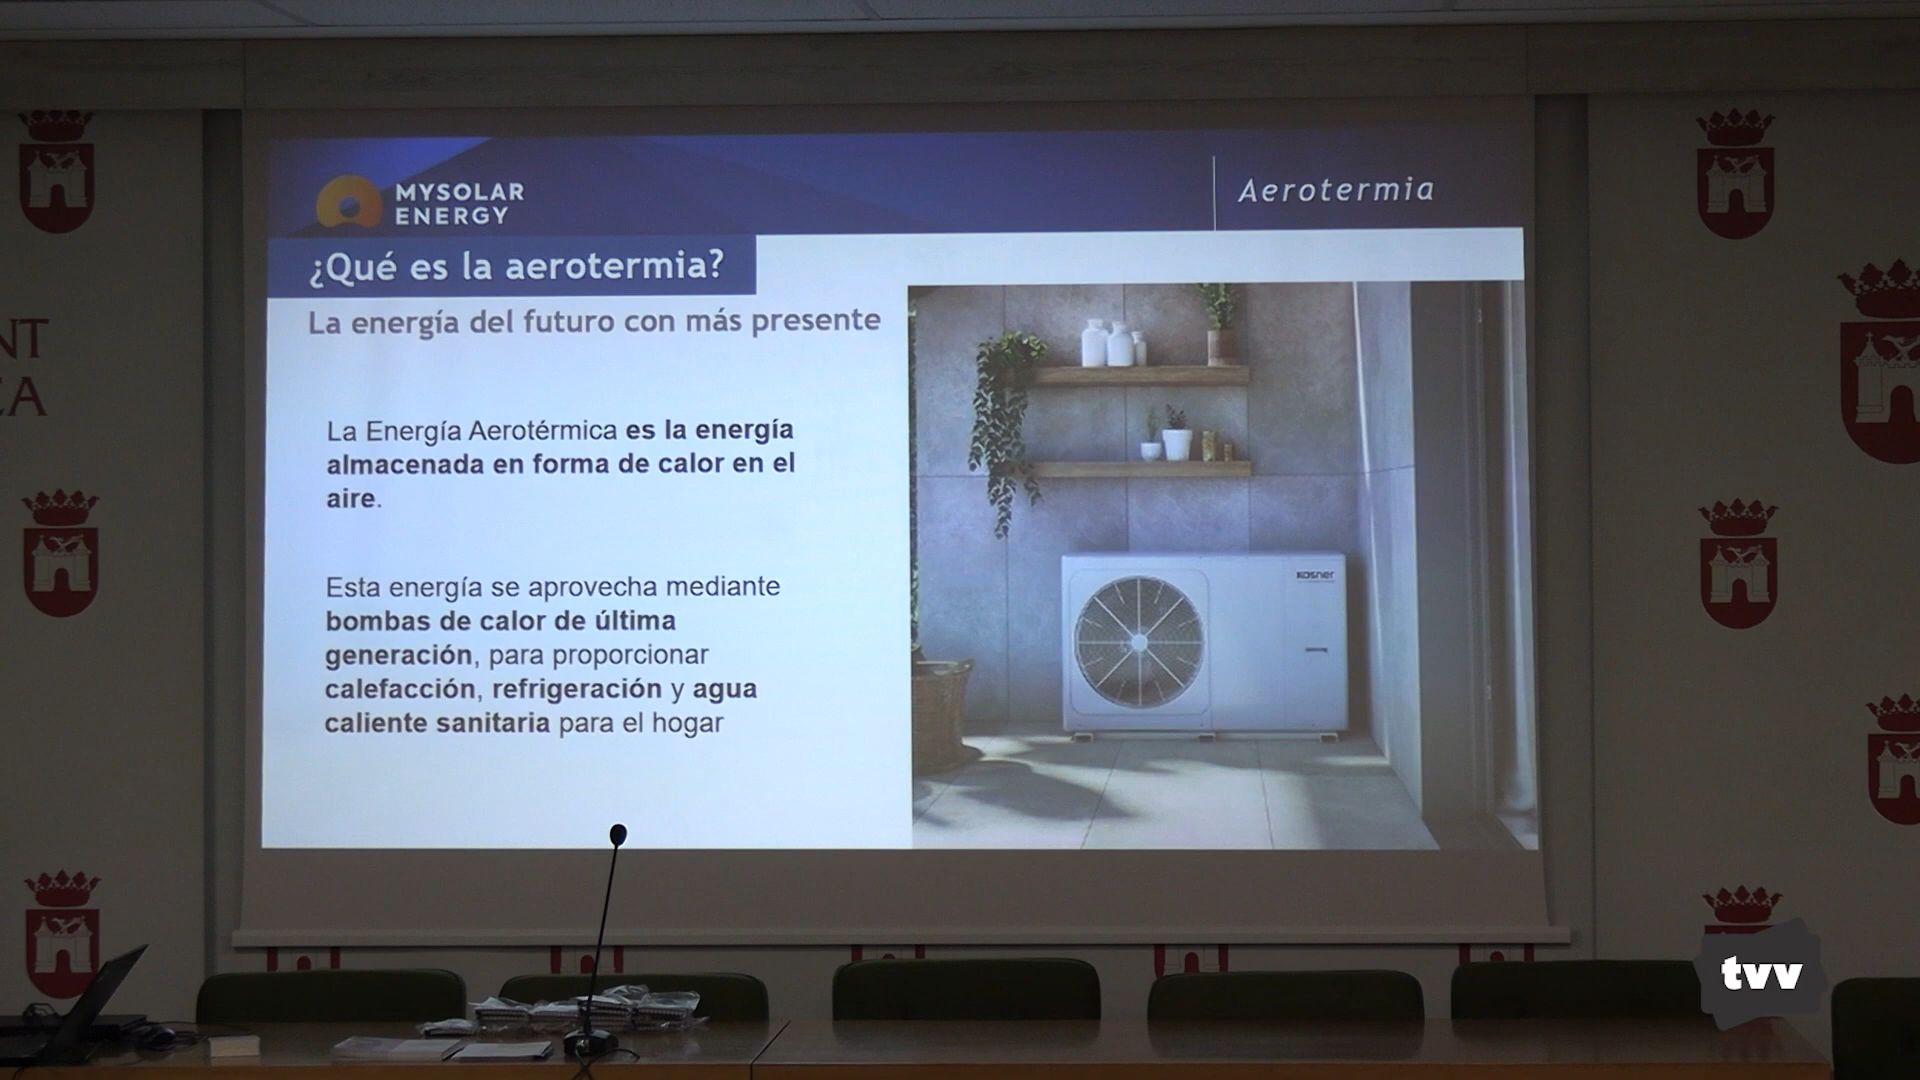 MYSOLAR
ENERGY
Aerotermia
¿Qué es la aerotermia?
La energía del futuro con más presente
La Energía Aerotérmica es la energía
almacenada en forma de calor en el
aire.
Esta energía se aprovecha mediante
bombas de calor de última
generación, para proporcionar
calefacción, refrigeración y agua
caliente sanitaria para el hogar
kosner
NT
CA
tvv